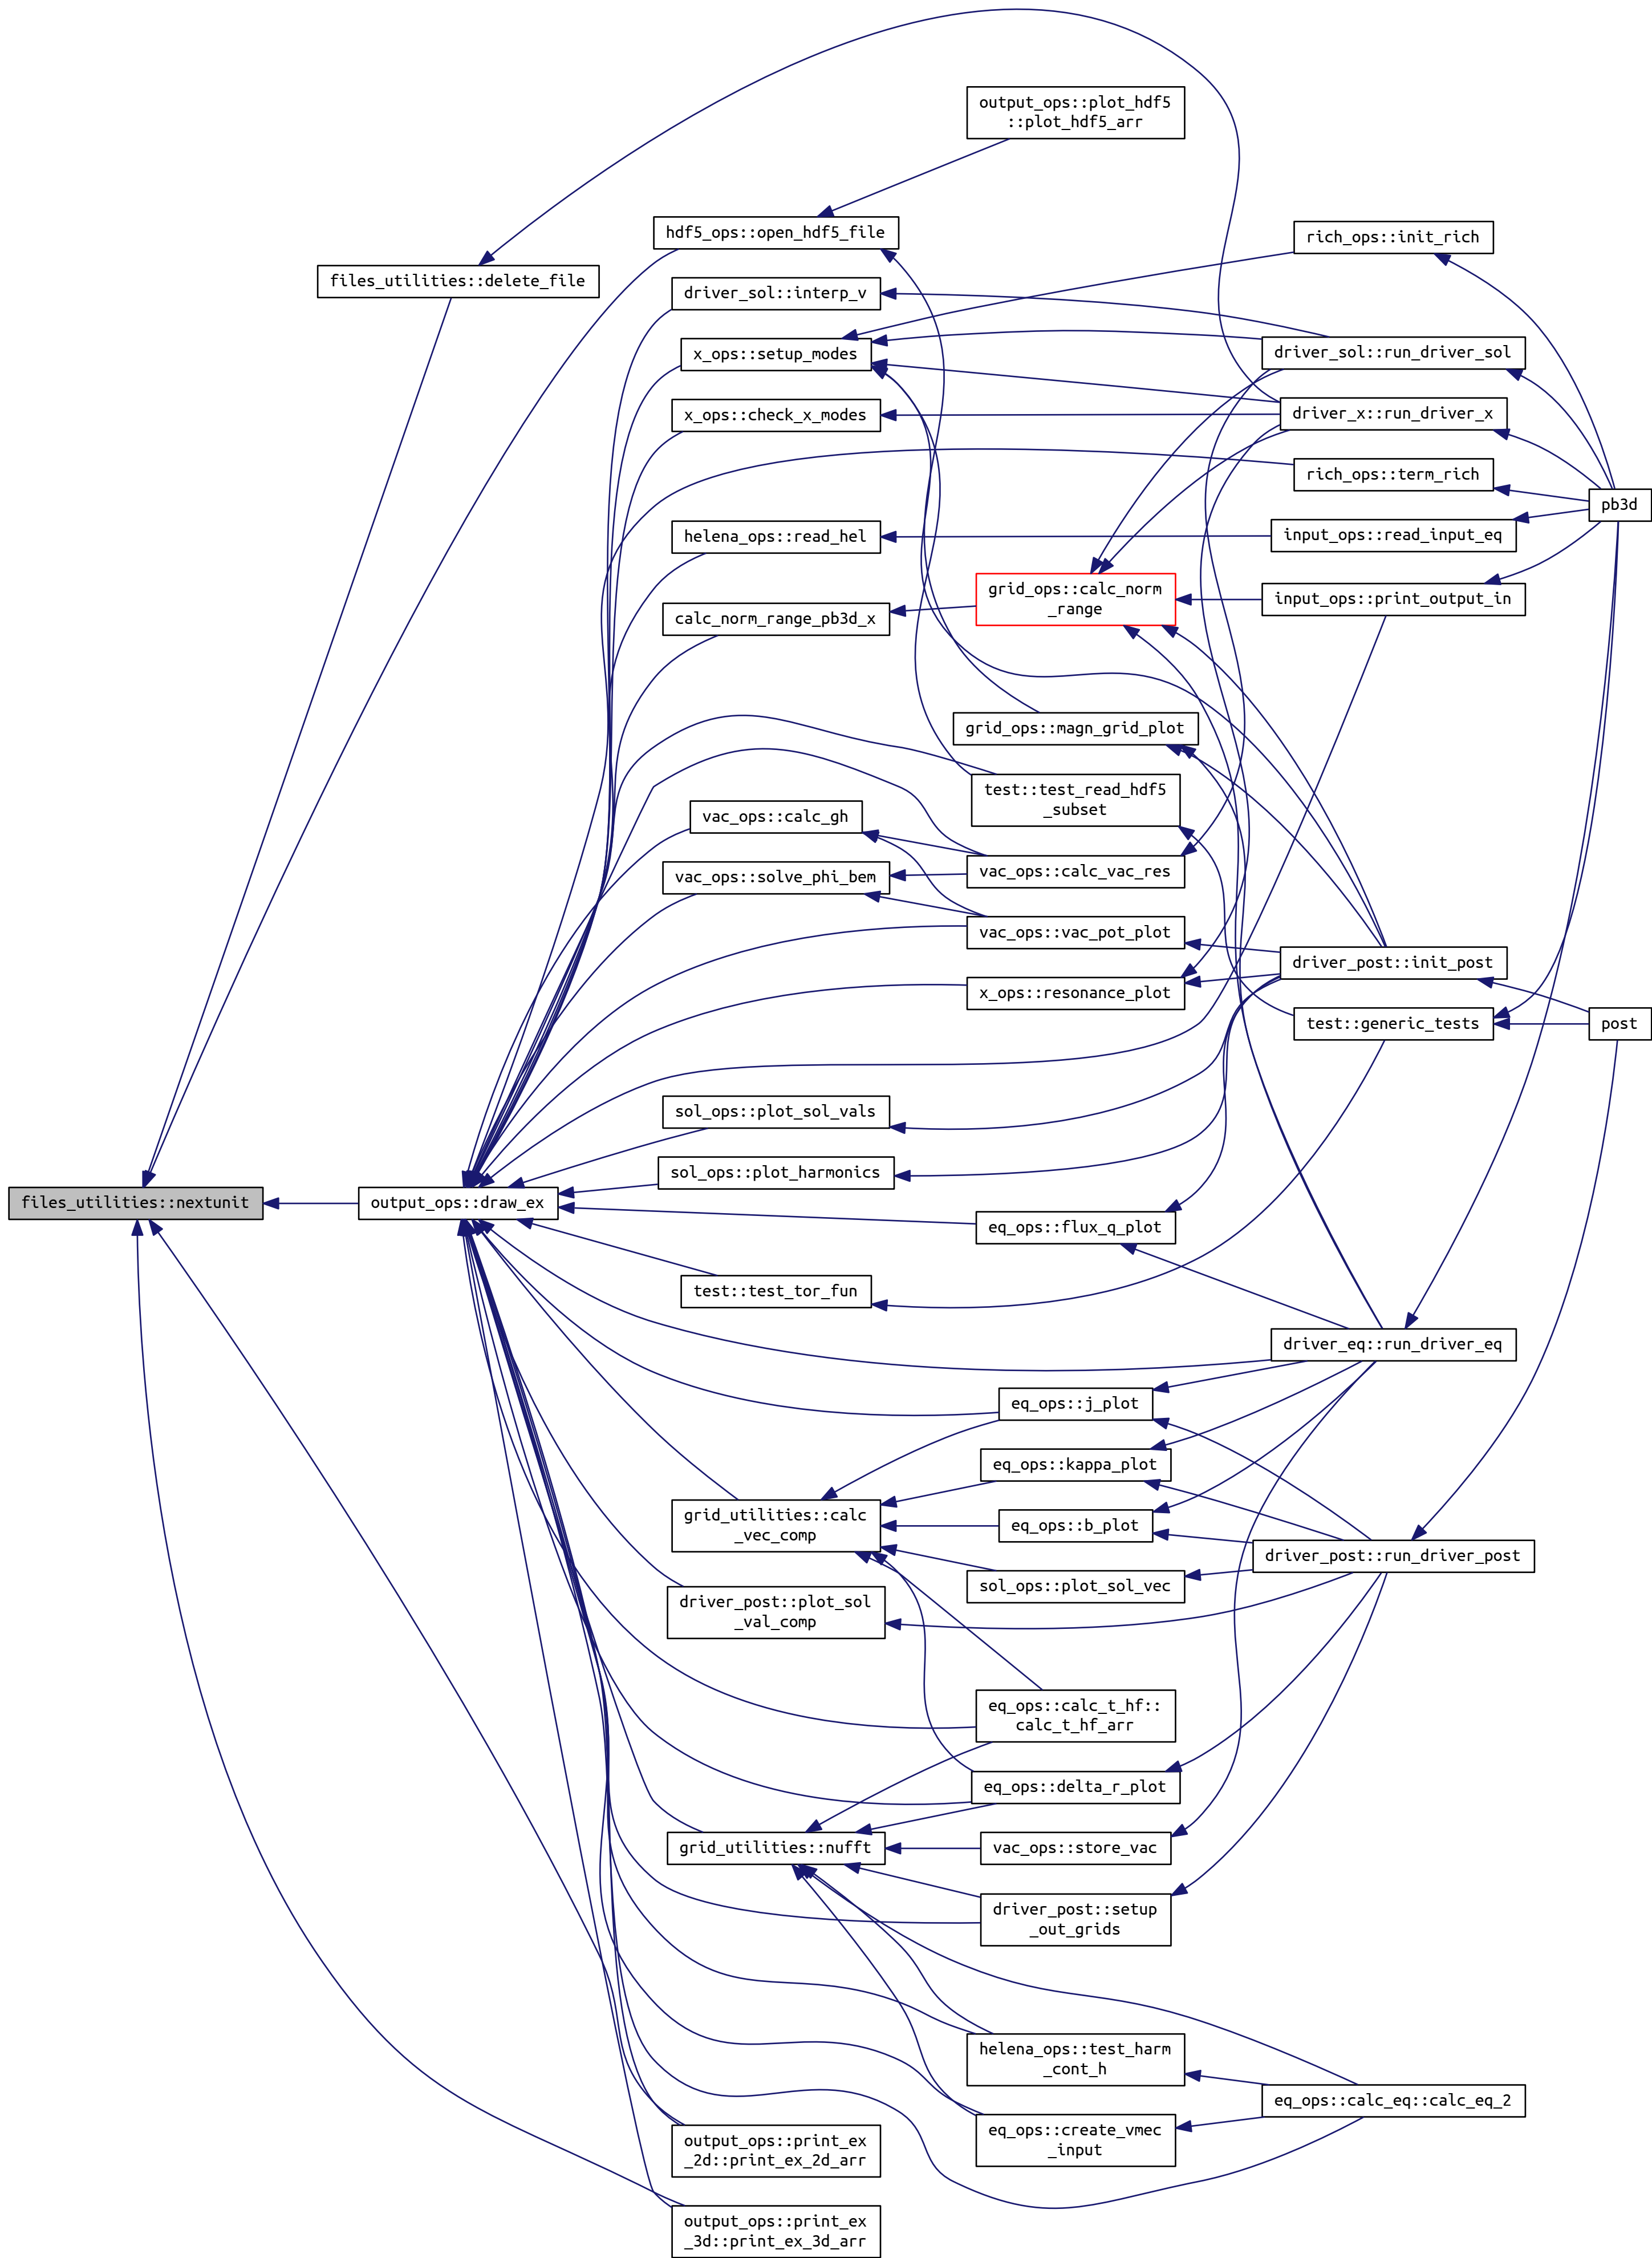 output_ops::plot_hdf5
::plot_hdf5_arr
hdf5_ops::open_hdf5_file
rich_ops::init_rich
files_utilities::delete_file
driver_sol::interp_v
x_ops::setup_modes
driver_sol::run_driver_sol
x_ops::check_x_modes
driver_x::run_driver_x
rich_ops::term_rich
pb3d
helena_ops::read_hel
input_ops::read_input_eq
grid_ops::calc_norm
_range
input_ops::print_output_in
calc_norm_range_pb3d_x
grid_ops::magn_grid_plot
test::test_read_hdf5
_subset
vac_ops::calc_gh
vac_ops::solve_phi_bem
vac_ops::calc_vac_res
vac_ops::vac_pot_plot
driver_post::init_post
x_ops::resonance_plot
test::generic_tests
post
sol_ops::plot_sol_vals
sol_ops::plot_harmonics
files_utilities::nextunit
output_ops::draw_ex
eq_ops::flux_q_plot
test::test_tor_fun
driver_eq::run_driver_eq
eq_ops::j_plot
eq_ops::kappa_plot
grid_utilities::calc
_vec_comp
eq_ops::b_plot
driver_post::run_driver_post
sol_ops::plot_sol_vec
driver_post::plot_sol
_val_comp
eq_ops::calc_t_hf::
calc_t_hf_arr
eq_ops::delta_r_plot
grid_utilities::nufft
vac_ops::store_vac
driver_post::setup
_out_grids
helena_ops::test_harm
_cont_h
eq_ops::calc_eq::calc_eq_2
eq_ops::create_vmec
_input
output_ops::print_ex
_2d::print_ex_2d_arr
output_ops::print_ex
_3d::print_ex_3d_arr